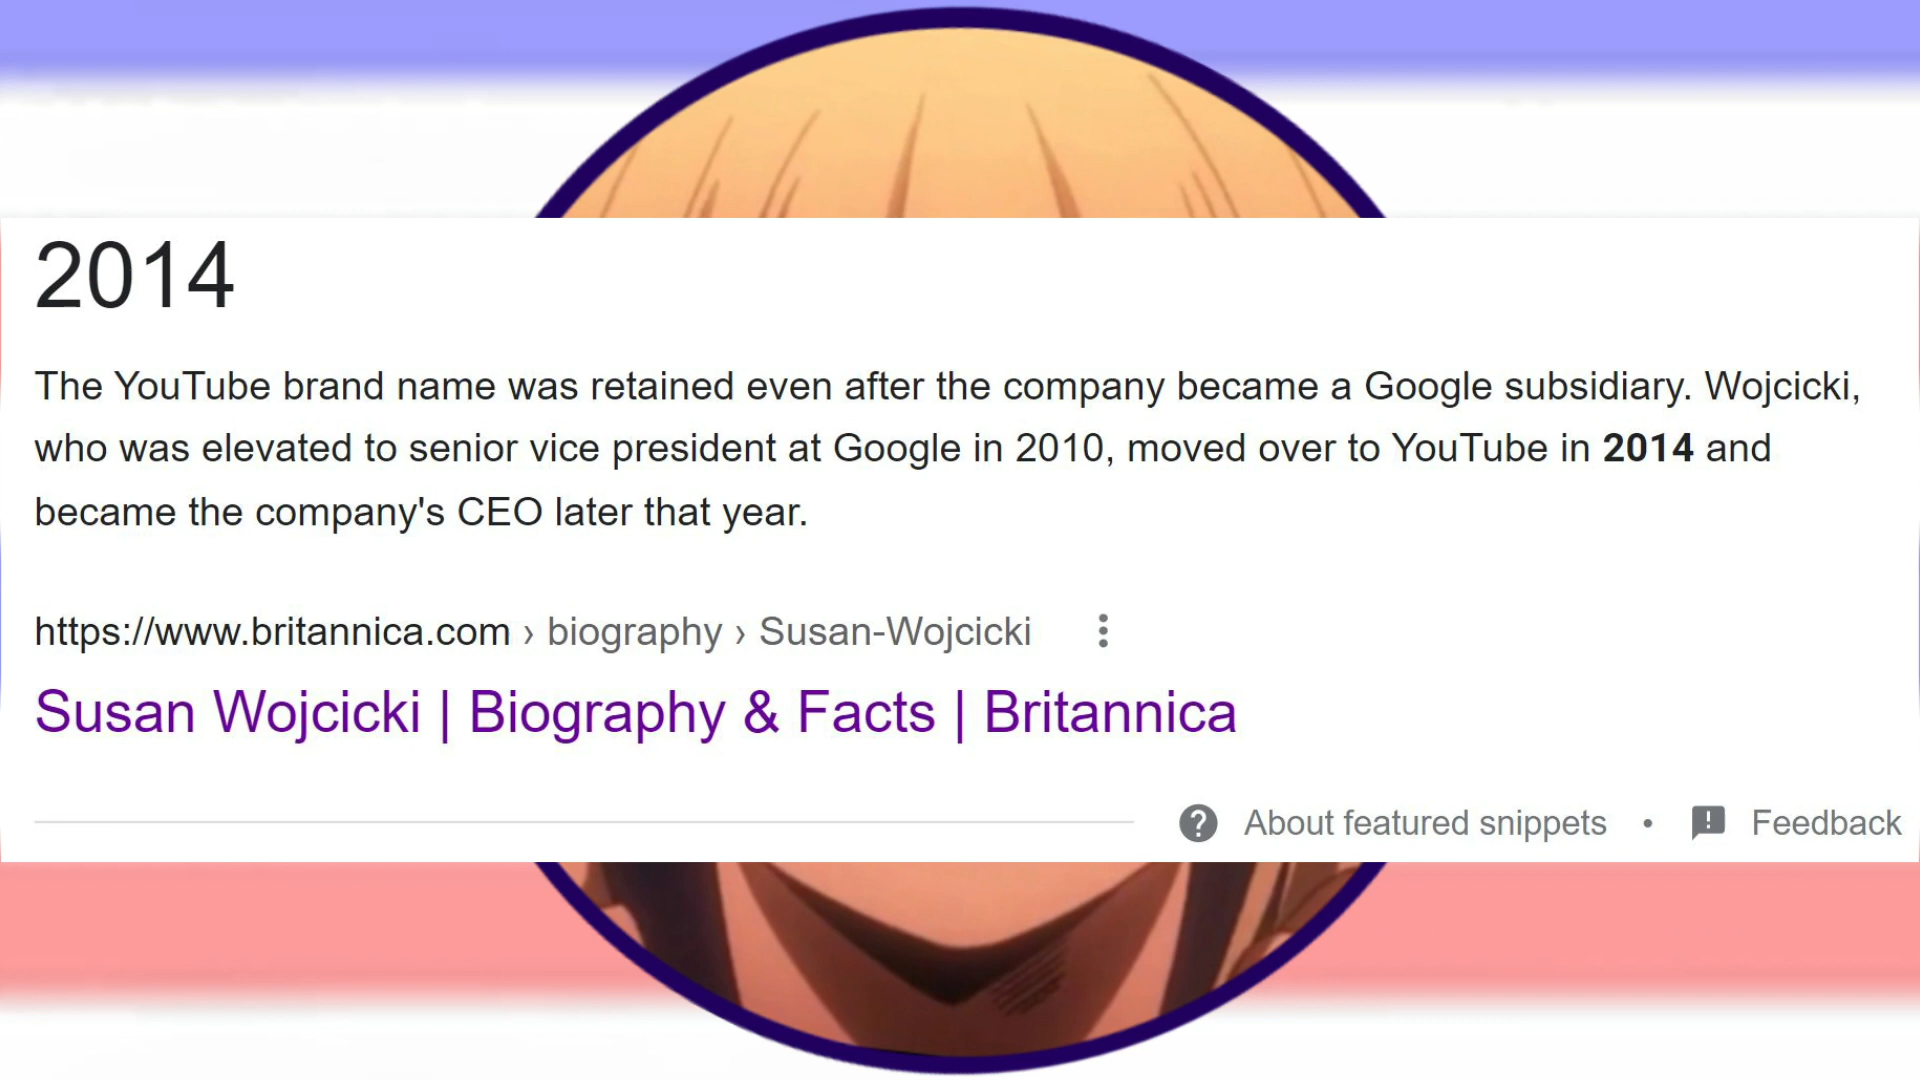 2014
The YouTube brand name was retained even after the company became a Google subsidiary. Wojcicki,
who was elevated to senior vice president at Google in 2010, moved over to YouTube in 2014 and
became the company's CEO later that year.
https://www.britannica.com › biography › Susan-Wojcicki
Susan Wojcicki | Biography & Facts | Britannica
About featured snippets • Feedback